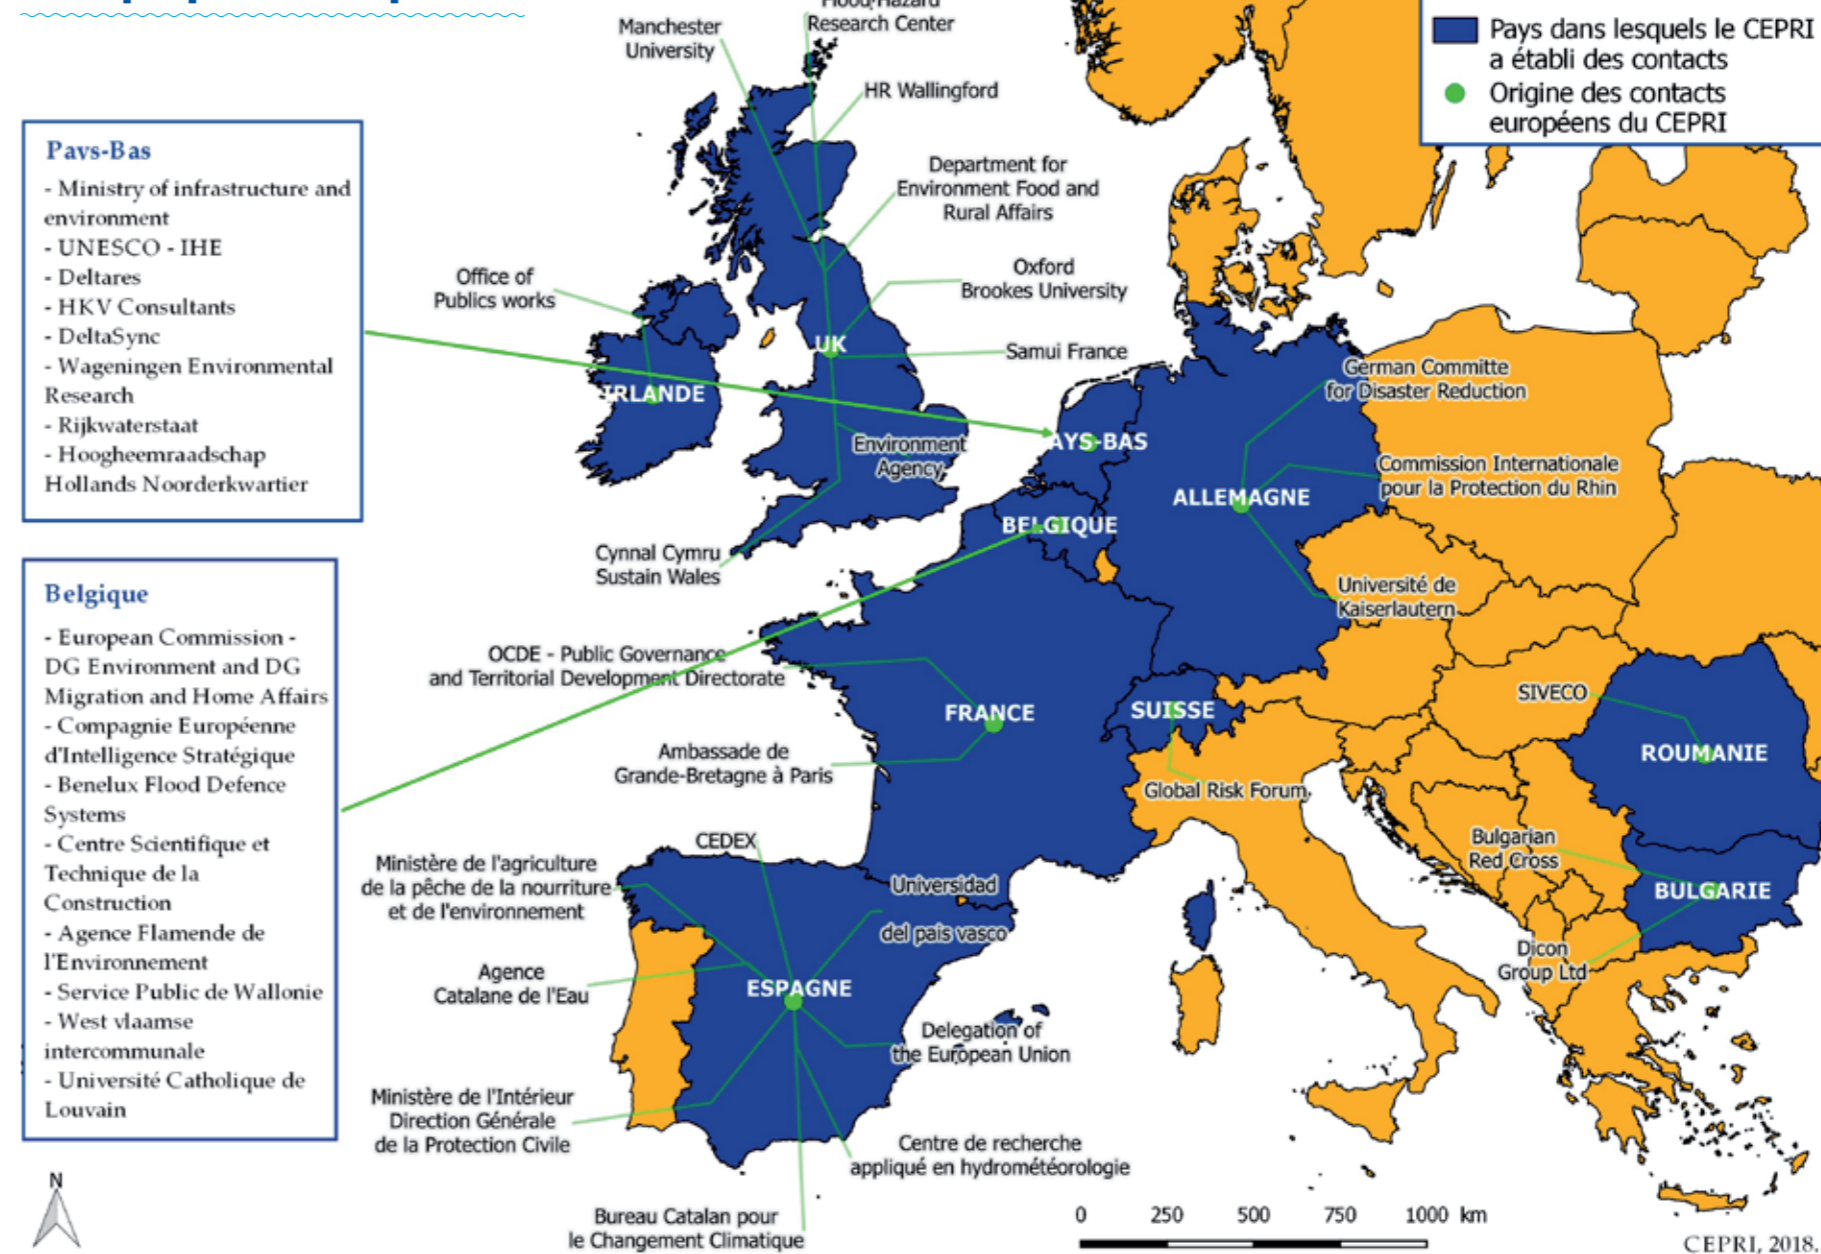 Research Center
Manchester
University
HR Wallingford
Department for
Environment Food and
Rural Affairs
Oxford
Brookes University
Samui France
Office of
Publics works
UK
IRLANDE
Environment
Agency
Cynnal Cymru
Sustain Wales
Pays dans lesquels le CEPRI
a établi des contacts
Origine des contacts
européens du CEPRI
Pays-Bas
- Ministry of infrastructure and
environment
- UNESCO - IHE
- Deltares
- HKV Consultants
- DeltaSync
- Wageningen Environmental
Research
- Rijkwaterstaat
- Hoogheemraadschap
Hollands Noorderkwartier
Belgique
- European Commission -
DG Environment and DG
Migration and Home Affairs
- Compagnie Européenne
d'Intelligence Stratégique
- Benelux Flood Defence
Systems
- Centre Scientifique et
Technique de la
Construction
- Agence Flamende de
l'Environnement
- Service Public de Wallonie
- West vlaamse
intercommunale
- Université Catholique de
Louvain
PAYS-BAS
BELGIQUE
ALLEMAGNE
German Committe
for Disaster Reduction
Commission Internationale
pour la Protection du Rhin
Université de
Kaiserlautern
OCDE - Public Governance
and Territorial Development Directorate
FRANCE
Ambassade de
Grande-Bretagne à Paris
SUISSE
Global Risk Forum
SIVECO
ROUMANIE
Bulgarian
Red Cross
BULGARIE
Dicon
Group Ltd
CEDEX
Ministère de l'agriculture
de la pêche de la nourriture
et de l'environnement
Universidad
del pais vasco
Agence
Catalane de l'Eau
ESPAGNE
Delegation of
the European Union
Ministère de l'Intérieur
Direction Générale
de la Protection Civile
Centre de recherche
appliqué en hydrométéorologie
Bureau Catalan pour
le Changement Climatique
N
0 250 500 750 1000 km
CEPRI, 2018.